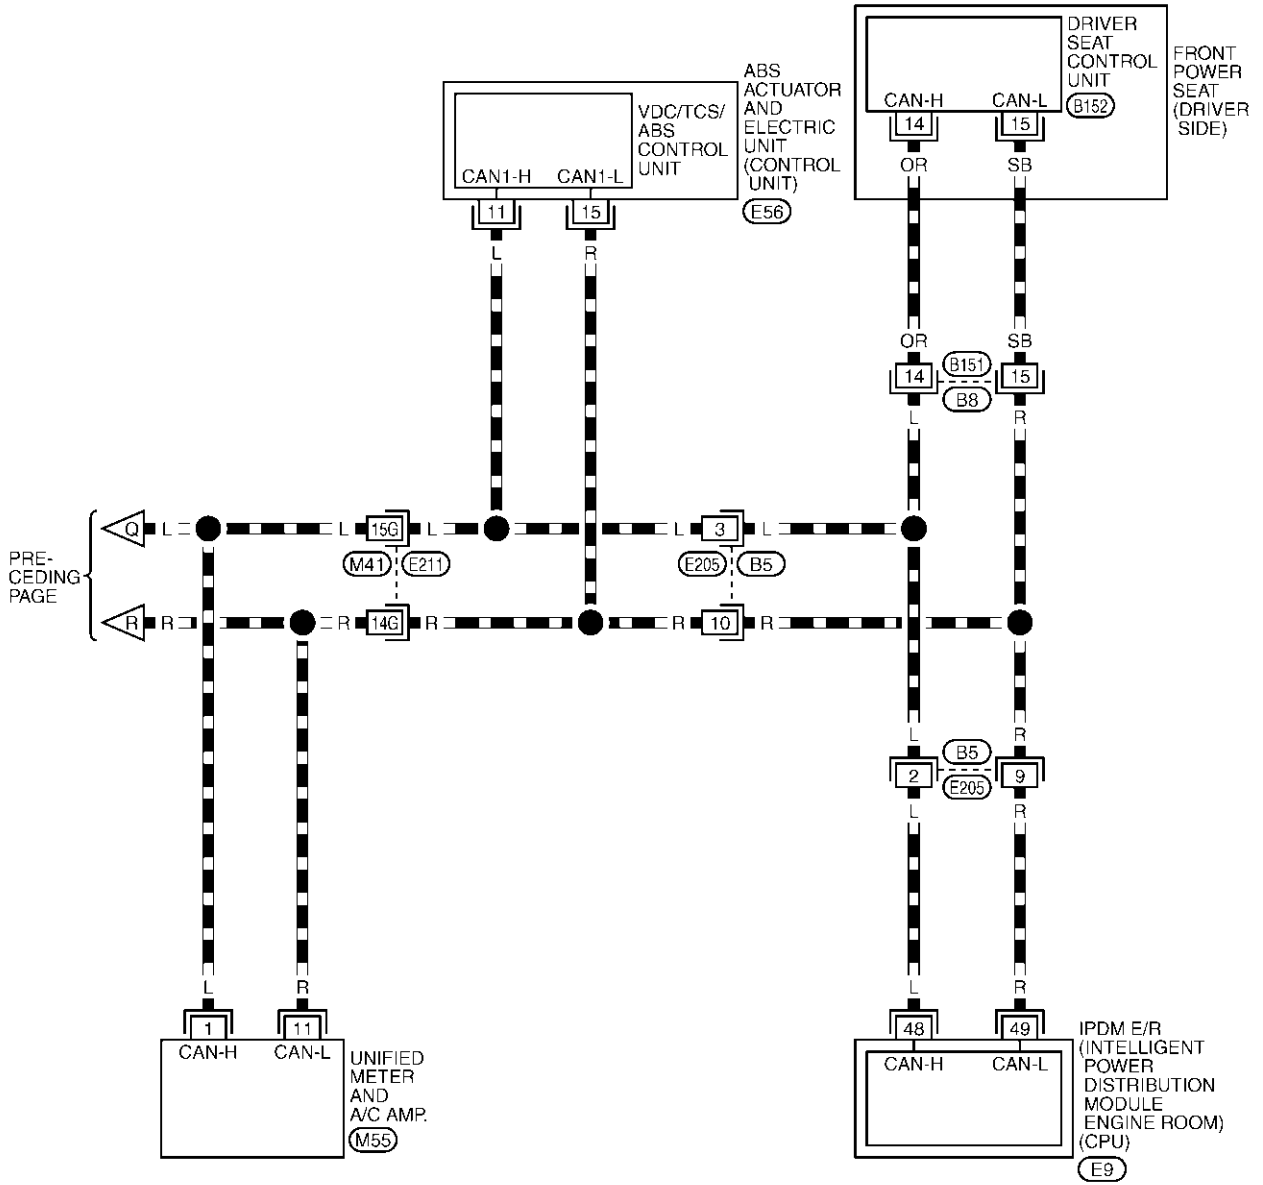 DRIVER
SEAT
CONTROL
UNIT
B152
FRONT
POWER
SEAT
(DRIVER
SIDE)
CAN-H CAN-L
14 15
OR SB
ABS
ACTUATOR
AND
ELECTRIC
UNIT
(CONTROL
UNIT)
E56
VDC/TCS/
ABS
CONTROL
UNIT
CAN1-H CAN1-L
11 15
L R
OR SB
14 B151 15
B8
L R
PRE-
CEDING
PAGE
Q L L 15G L L 3 L
M41 E211 E205 B5
R R R 14G R R 10 R
L R
2 B5 9
E205
L R
L R
1 11
CAN-H CAN-L
UNIFIED
METER
AND
A/C AMP.
M55
L R
48 49
CAN-H CAN-L
IPDM E/R
(INTELLIGENT
POWER
DISTRIBUTION
MODULE
ENGINE ROOM)
(CPU)
E9